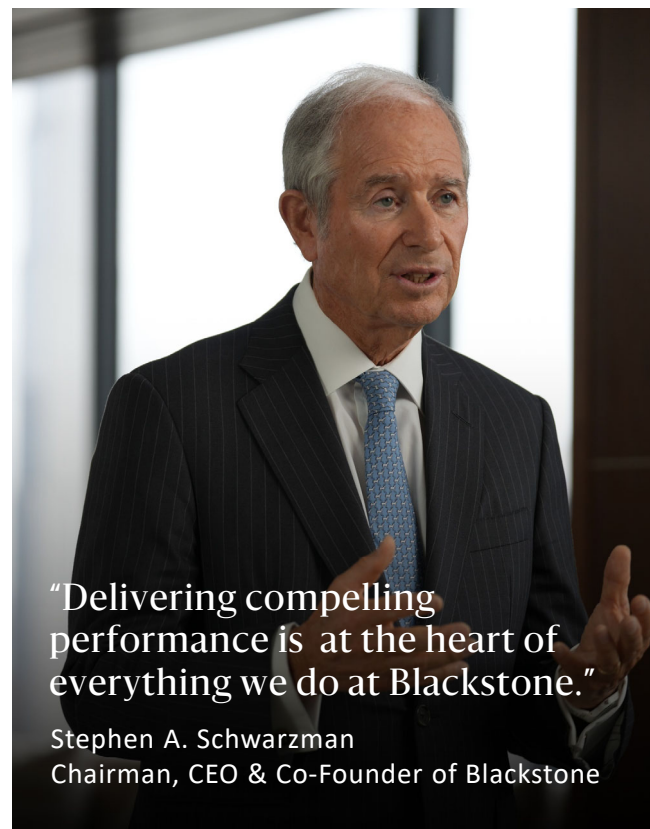 “Delivering compelling
performance is  at the heart of
everything we do at Blackstone.”
Stephen A. Schwarzman
Chairman, CEO & Co-Founder of Blackstone